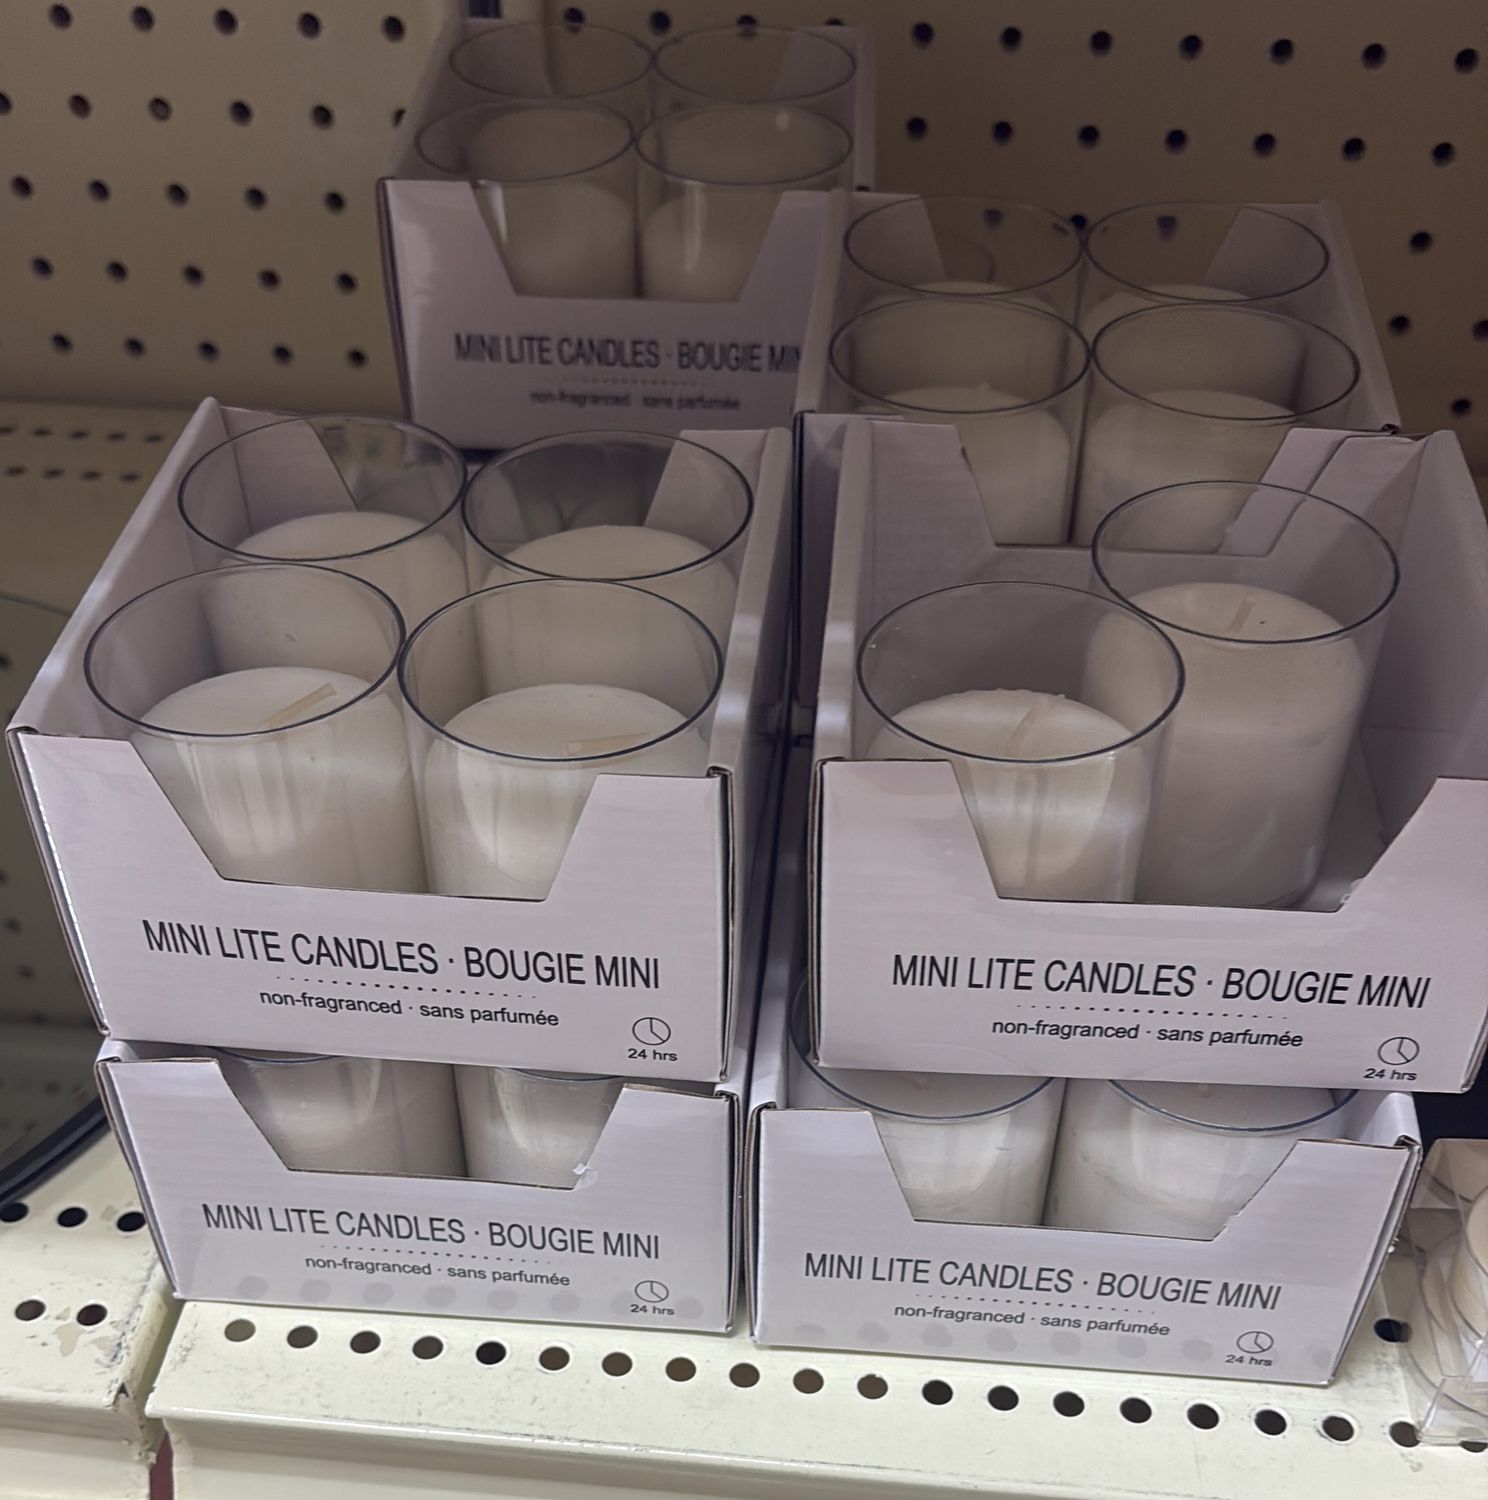 MINI LITE CANDLES · BOUGIE MIN
non-fragranced · sans parfumée
MINI LITE CANDLES · BOUGIE MINI
non-fragranced · sans parfumée
24 hrs
MINI LITE CANDLES · BOUGIE MINI
non-fragranced · sans parfumée
24 hrs
MINI LITE CANDLES · BOUGIE MINI
non-fragranced · sans parfumée
24 hrs
MINI LITE CANDLES · BOUGIE MINI
non-fragranced · sans parfumée
24 hrs